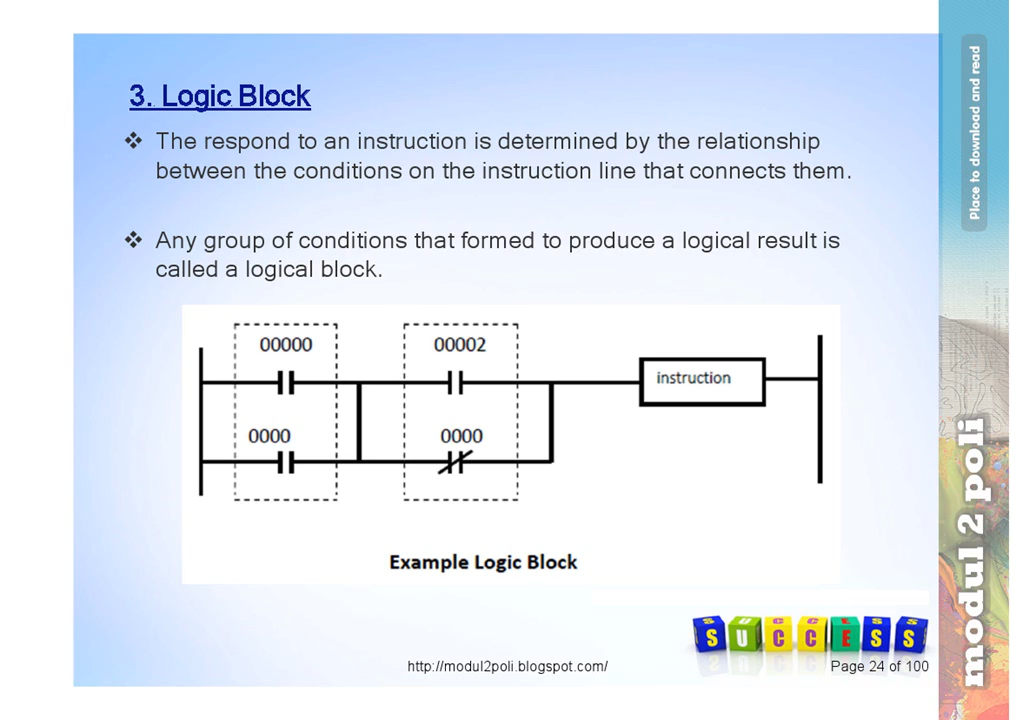 3. Logic Block
❖ The respond to an instruction is determined by the relationship
between the conditions on the instruction line that connects them.
❖ Any group of conditions that formed to produce a logical result is
called a logical block.
00000
00002
instruction
0000
0000
Example Logic Block
SUCCESS
http://modul2poli.blogspot.com/
Page 24 of 100
Place to download and read
modul 2 poli